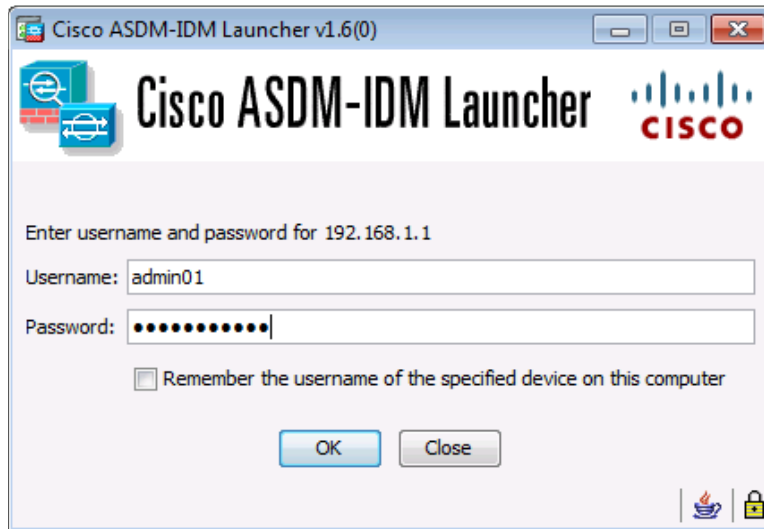 Cisco ASDM-IDM Launcher v1.6(0)
Cisco ASDM-IDM Launcher
CISCO
Enter username and password for 192.168.1.1
Username: admin01
Password: ●●●●●●●●●●●
Remember the username of the specified device on this computer
OK Close